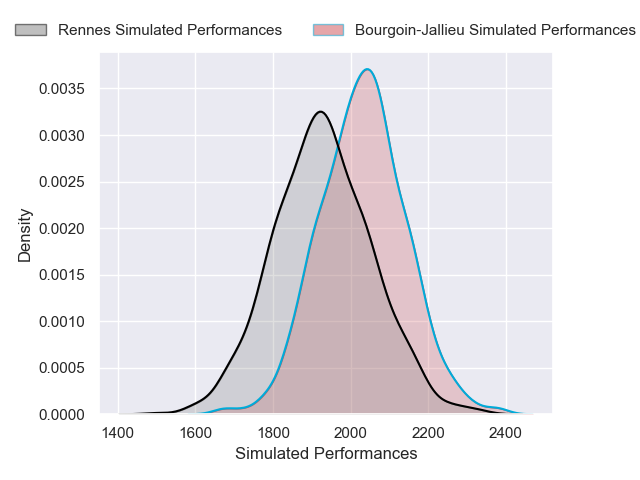 Rennes Simulated Performances
Bourgoin-Jallieu Simulated Performances
0.0035
0.0030
0.0025
0.0020
0.0015
0.0010
0.0005
0.0000
Density
1400 1600 1800 2000 2200 2400
Simulated Performances